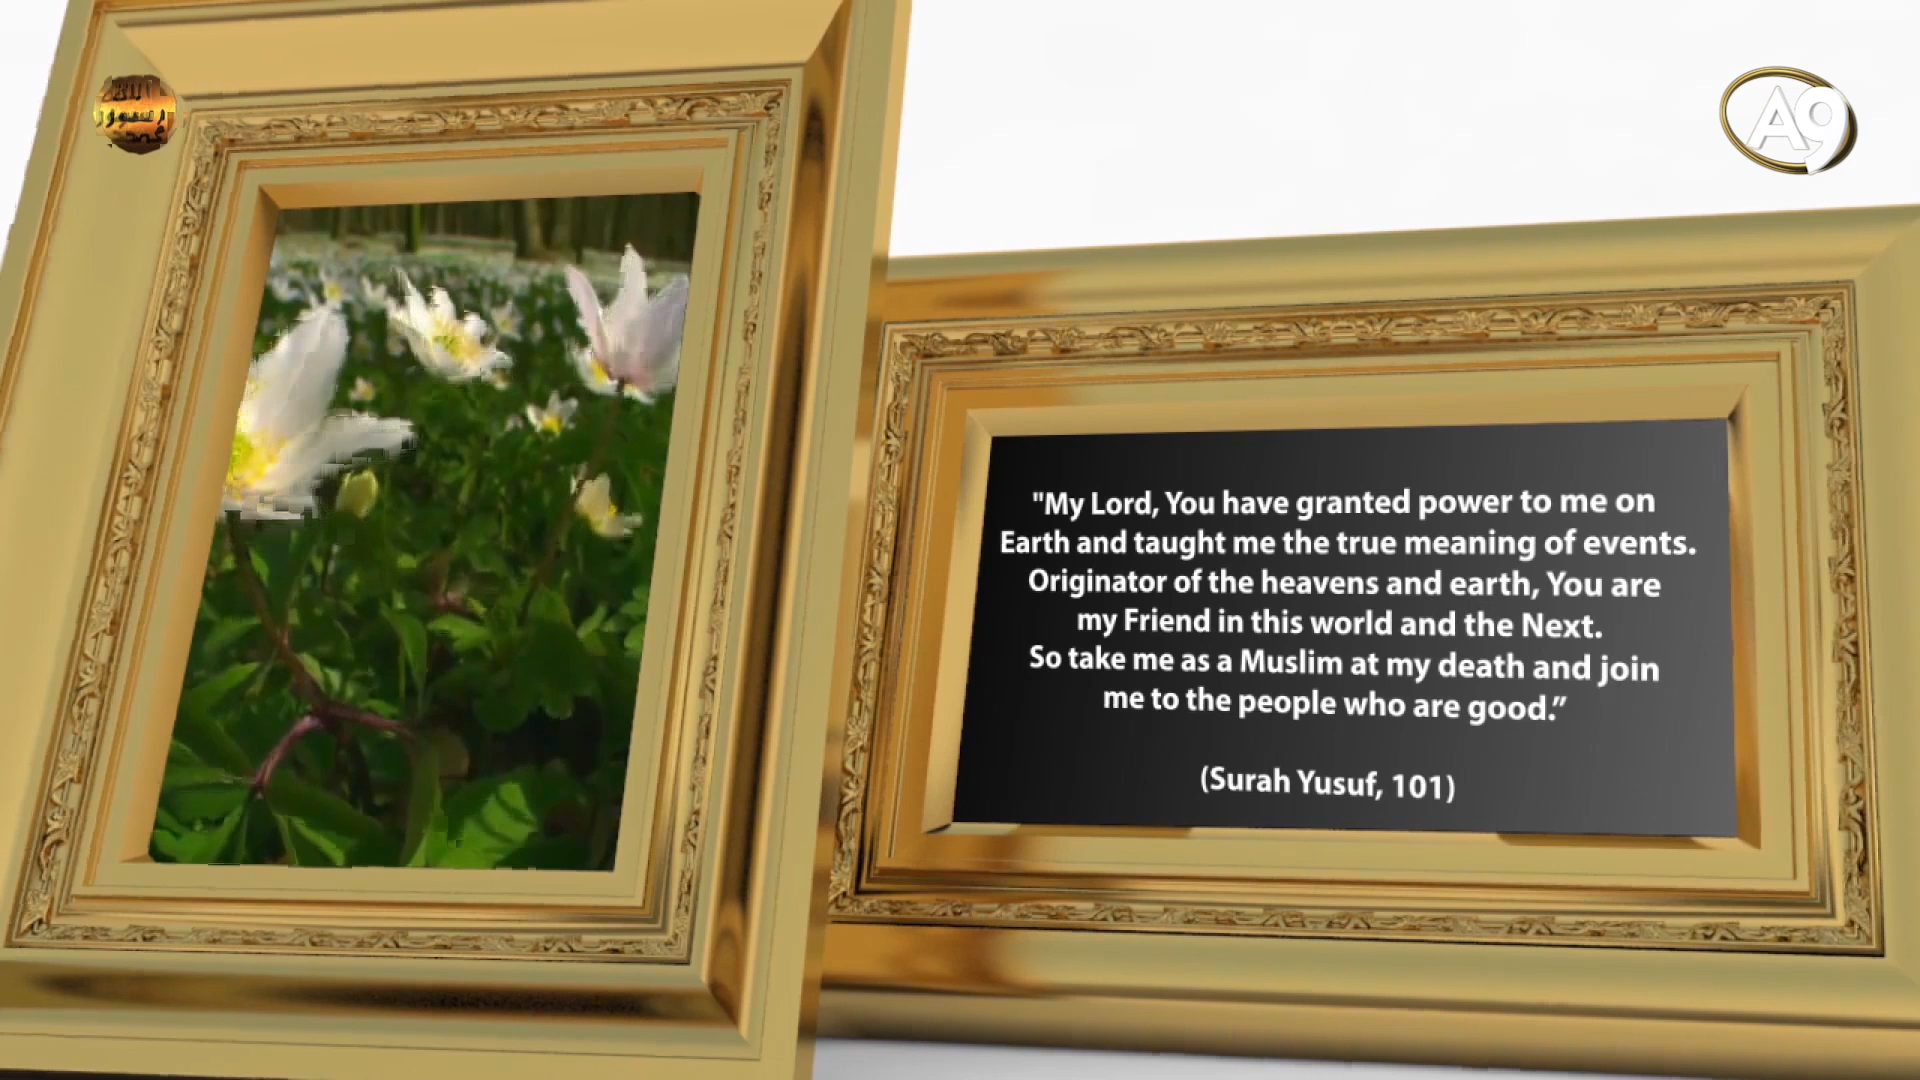 A9
"My Lord, You have granted power to me on
Earth and taught me the true meaning of events.
Originator of the heavens and earth, You are
my Friend in this world and the Next.
So take me as a Muslim at my death and join
me to the people who are good.”
(Surah Yusuf, 101)